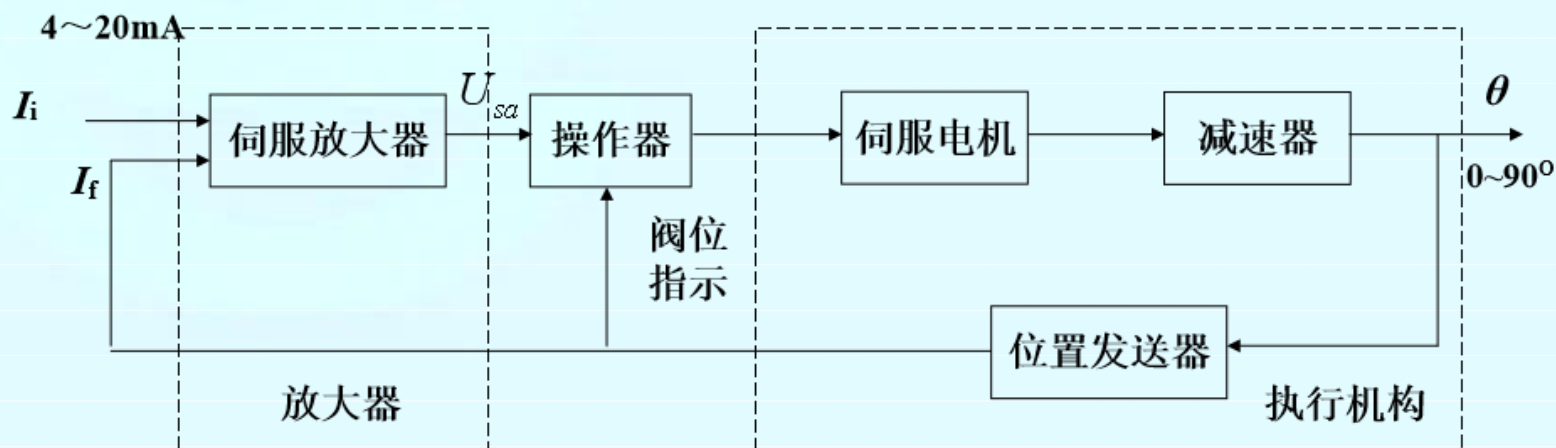 4～20mA
Ii
If
伺服放大器
Usa
操作器
伺服电机
减速器
θ
0~90°
阀位
指示
位置发送器
放大器
执行机构